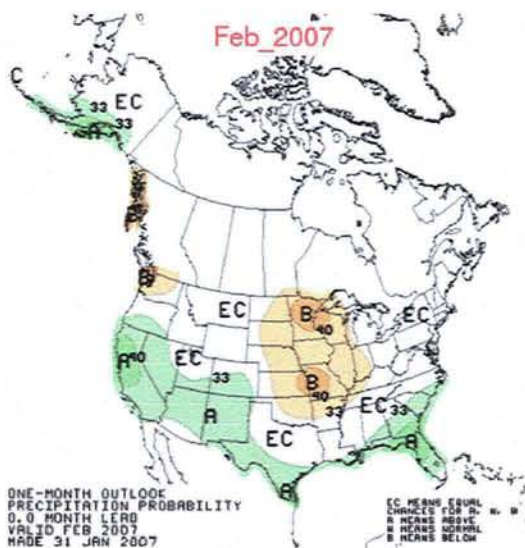 Feb_2007
C
33 EC
33
A
B
B
EC
B
40
EC
A40
EC
33
B
40
33
EC
33
A
A
EC
A
ONE-MONTH OUTLOOK
PRECIPITATION PROBABILITY
0.0 MONTH LEAD
VALID FEB 2007
MADE 31 JAN 2007
EC MEANS EQUAL
CHANCES FOR A, N, B
A MEANS ABOVE
N MEANS NORMAL
B MEANS BELOW